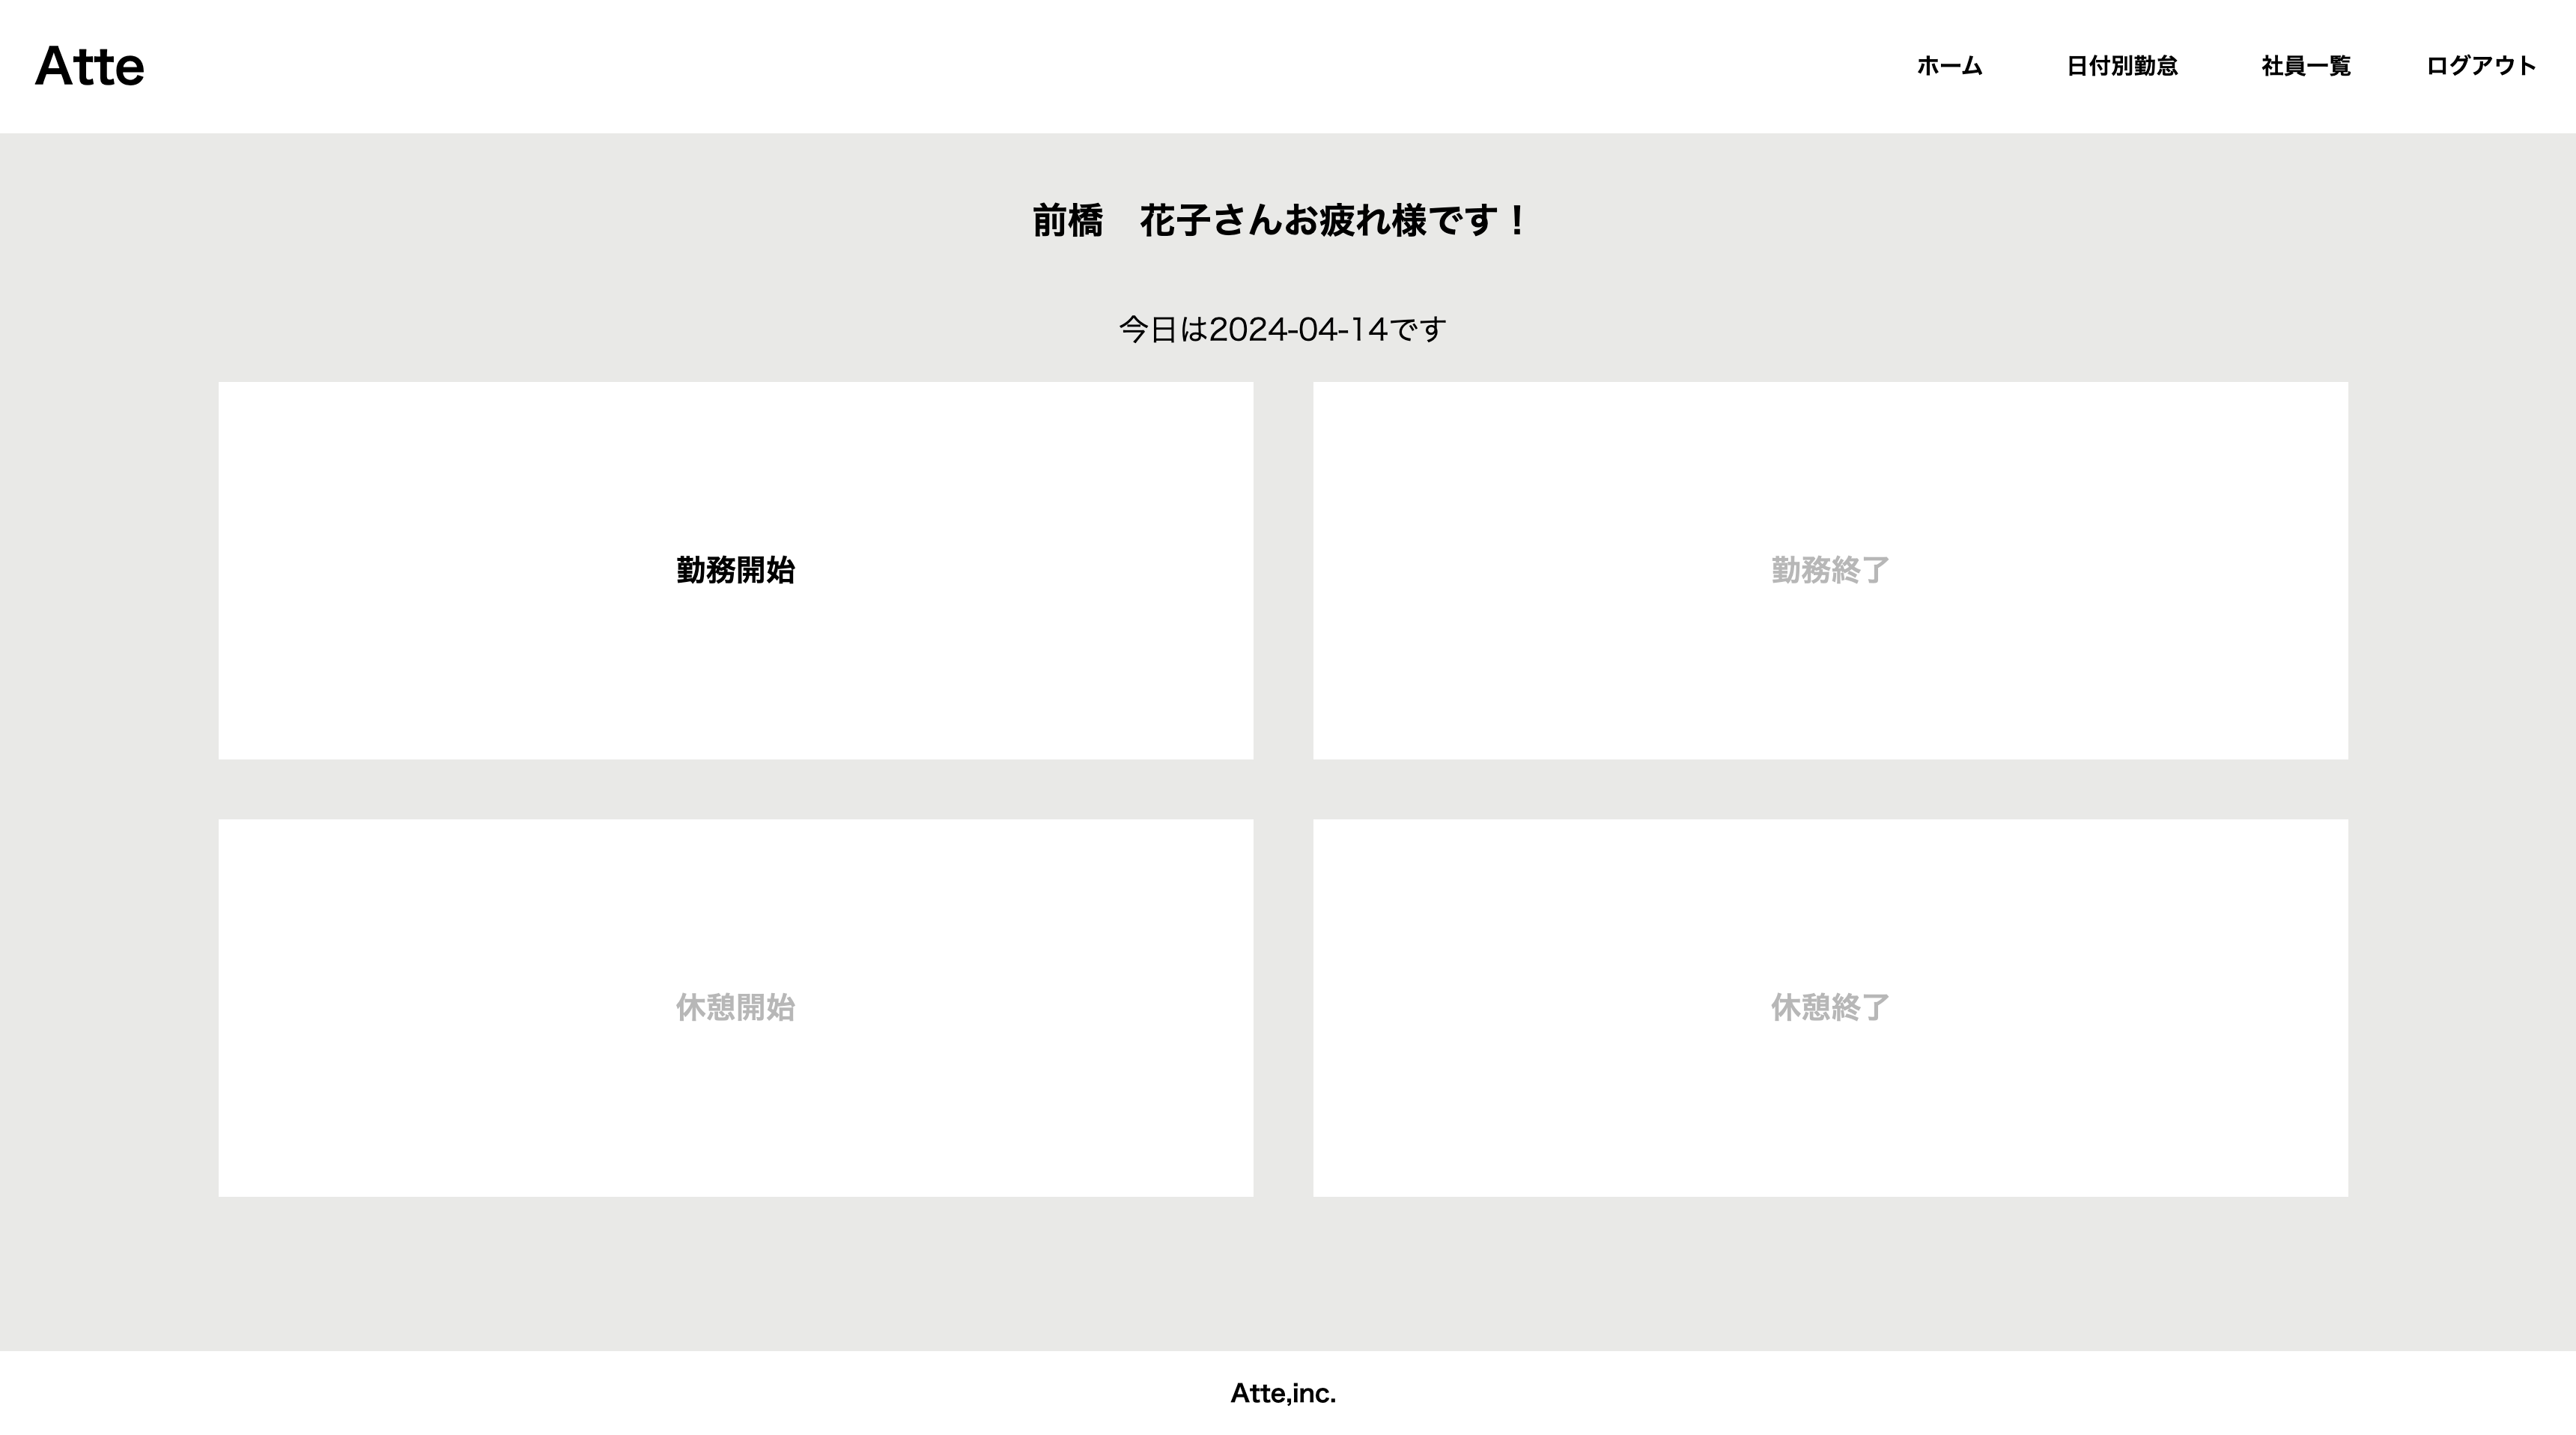 Atte
ホーム 日付別勤怠 社員一覧 ログアウト
前橋　花子さんお疲れ様です！
今日は2024-04-14です
勤務開始 勤務終了
休憩開始 休憩終了
Atte,inc.